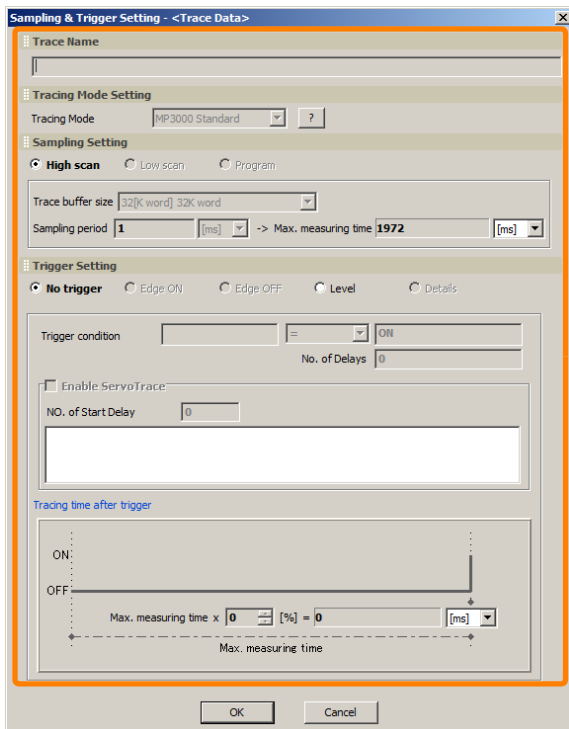 Sampling & Trigger Setting - <Trace Data>
Trace Name
Tracing Mode Setting
Tracing Mode MP3000 Standard ?
Sampling Setting
High scan Low scan Program
Trace buffer size 32[K word] 32K word
Sampling period 1 [ms] -> Max. measuring time 1972 [ms]
Trigger Setting
No trigger Edge ON Edge OFF Level Details
Trigger condition = ON
No. of Delays 0
Enable ServoTrace
NO. of Start Delay 0
Tracing time after trigger
ON
OFF
Max. measuring time x 0 [%] = 0 [ms]
Max. measuring time
OK Cancel